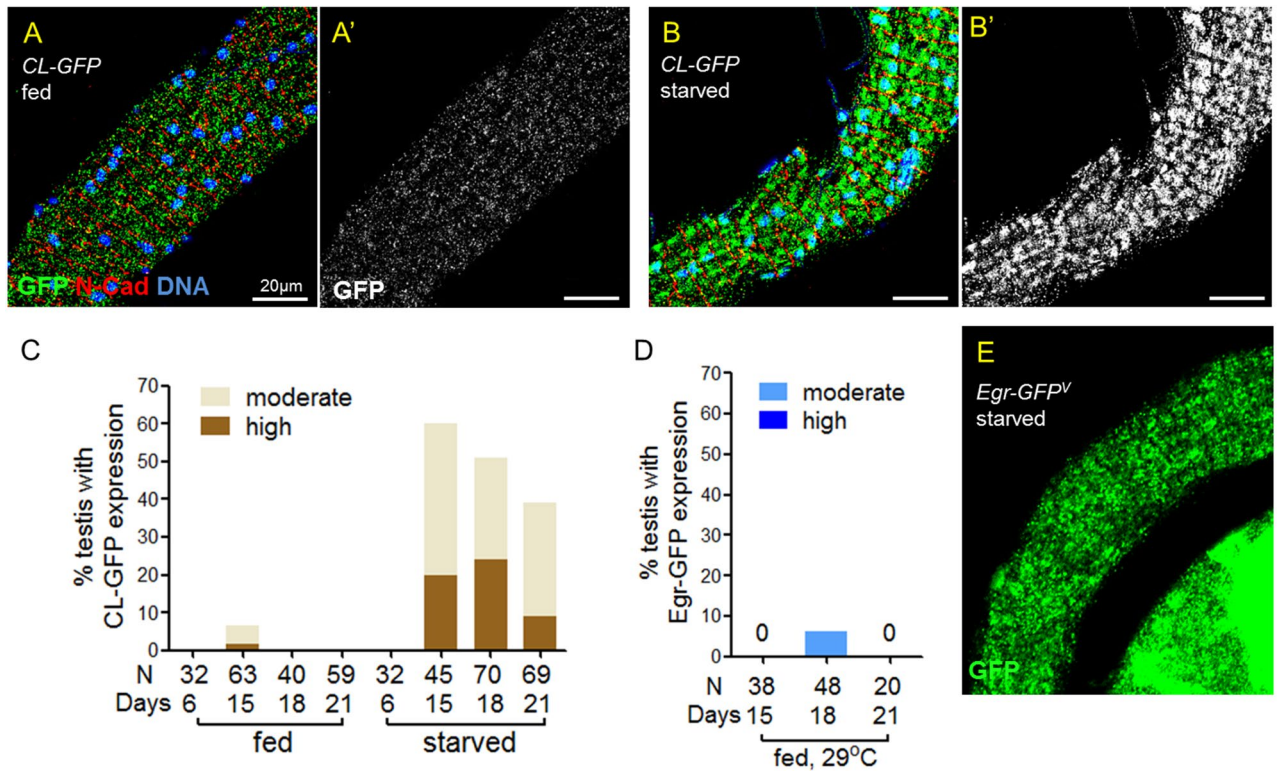 A
CL-GFP
fed
GFP N-Cad DNA
20µm
A'
GFP
B
CL-GFP
starved
B'
C
% testis with
CL-GFP expression
70
60
50
40
30
20
10
0
moderate
high
N 32 63 40 59 32 45 70 69
Days 6 15 18 21 6 15 18 21
fed starved
D
% testis with
Egr-GFP expression
70
60
50
40
30
20
10
0
moderate
high
0 0
N 38 48 20
Days 15 18 21
fed, 29°C
E
Egr-GFPV
starved
GFP